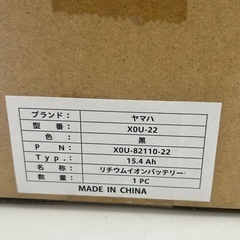 ブランド： ヤマハ
型番： X0U-22
色： 黒
PN： X0U-82110-22
Typ.： 15.4 Ah
名称： リチウムイオンバッテリー
1 PC
MADE IN CHINA